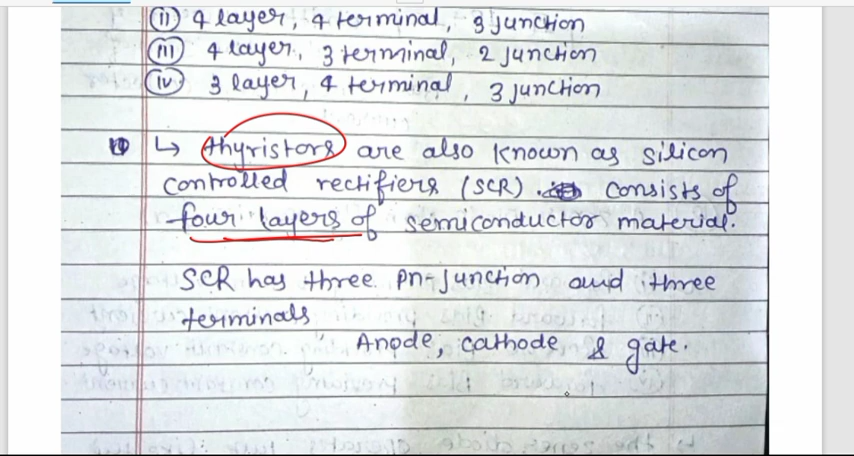 (ii) 4 layer, 4 terminal, 3 junction
(iii) 4 layer, 3 terminal, 2 junction
(iv) 3 layer, 4 terminal, 3 junction
↳ thyristors are also known as silicon
controlled rectifiers (SCR). consists of
four layers of semiconductor material.
SCR has three pn-junction and three
terminals
Anode, cathode & gate.